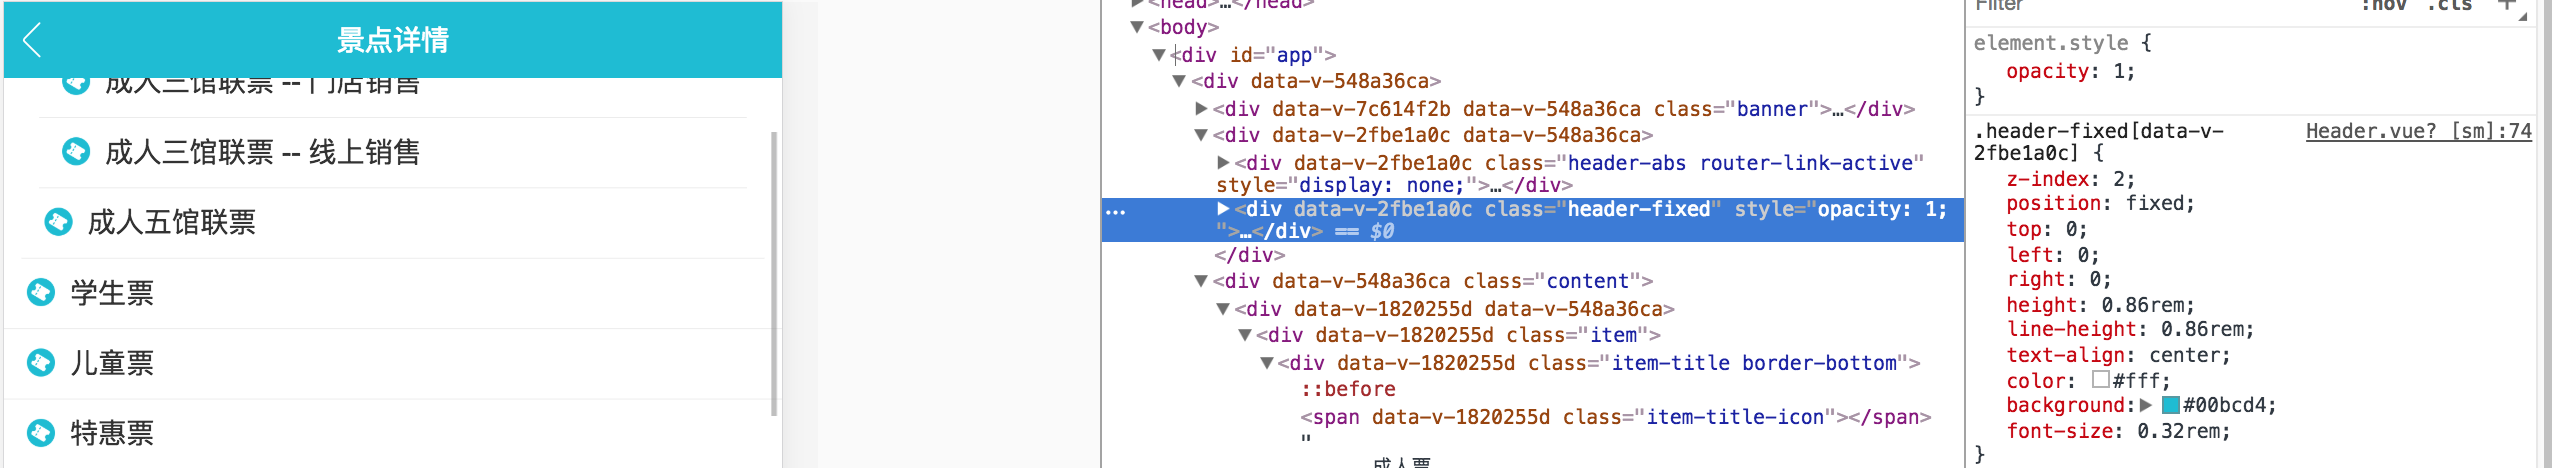 景点详情
成人三馆联票 -- 门店销售
成人三馆联票 -- 线上销售
成人五馆联票
学生票
儿童票
特惠票
▶<head>…</head>
▼<body>
▼<div id="app">
▼<div data-v-548a36ca>
▶<div data-v-7c614f2b data-v-548a36ca class="banner">…</div>
▼<div data-v-2fbe1a0c data-v-548a36ca>
▶<div data-v-2fbe1a0c class="header-abs router-link-active"
style="display: none;">…</div>
… ▶<div data-v-2fbe1a0c class="header-fixed" style="opacity: 1;
">…</div> == $0
</div>
▼<div data-v-548a36ca class="content">
▼<div data-v-1820255d data-v-548a36ca>
▼<div data-v-1820255d class="item">
▼<div data-v-1820255d class="item-title border-bottom">
::before
<span data-v-1820255d class="item-title-icon"></span>
"
成人票
Filter :hov .cls +
element.style {
opacity: 1;
}
.header-fixed[data-v- Header.vue? [sm]:74
2fbe1a0c] {
z-index: 2;
position: fixed;
top: 0;
left: 0;
right: 0;
height: 0.86rem;
line-height: 0.86rem;
text-align: center;
color: #fff;
background:▶ #00bcd4;
font-size: 0.32rem;
}